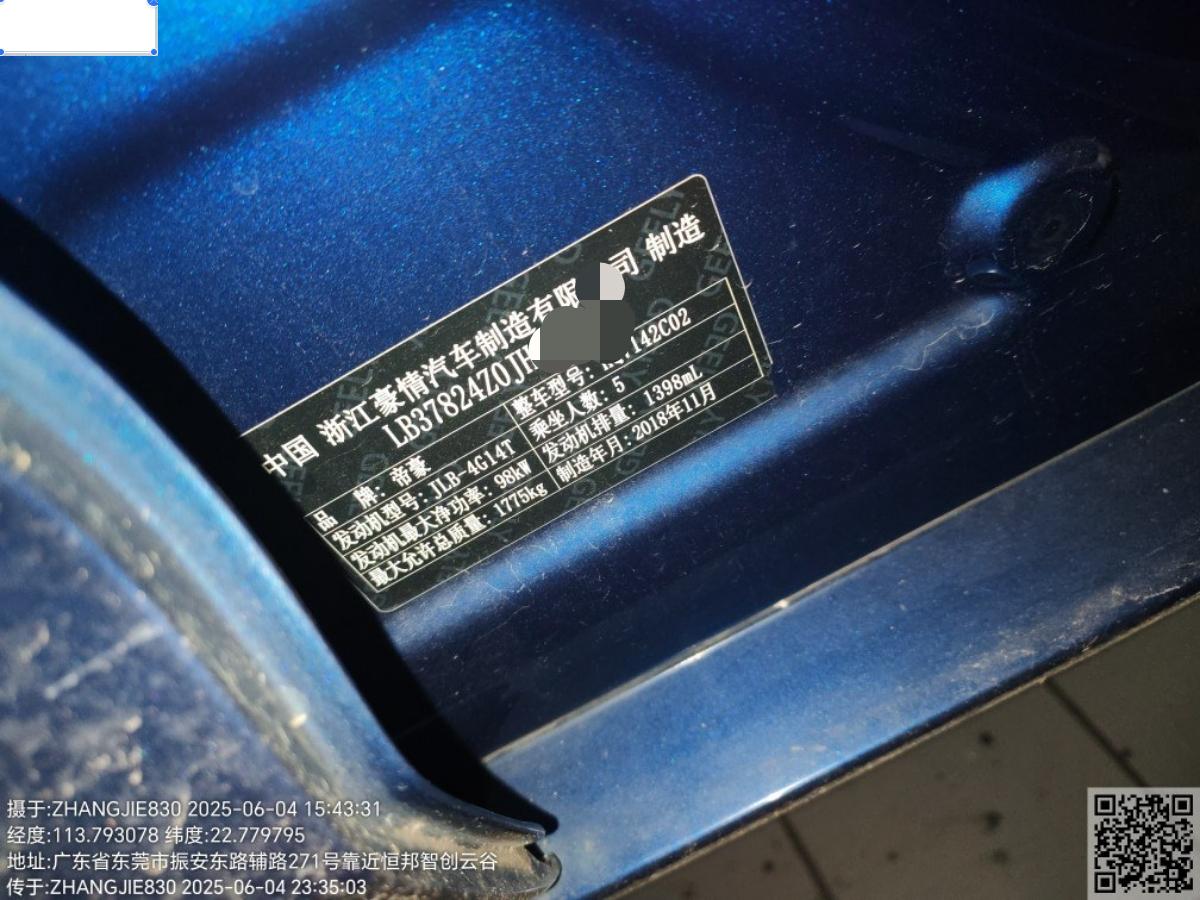 中国 浙江豪情汽车制造有限 司 制造
LB37824Z0JH
品 牌：帝豪
整车型号： 142C02
发动机型号：JLB-4G14T
乘坐人数：5
发动机最大净功率：98kW
发动机排量：1398mL
最大允许总质量：1775kg
制造年月：2018年11月
摄于:ZHANGJIE830 2025-06-04 15:43:31
经度:113.793078 纬度:22.779795
地址:广东省东莞市振安东路辅路271号靠近恒邦智创云谷
传于:ZHANGJIE830 2025-06-04 23:35:03